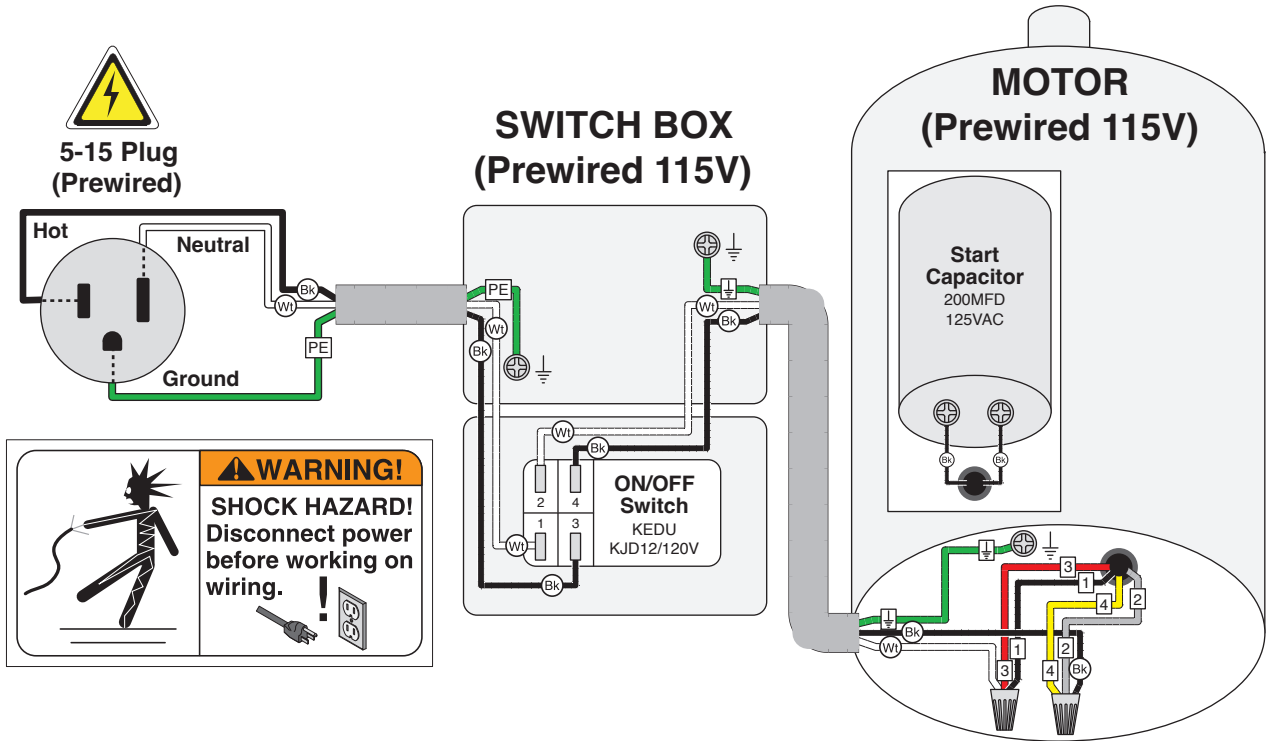 5-15 Plug
(Prewired)
Hot
Neutral
Bk
Wt
PE
Ground
WARNING!
SHOCK HAZARD!
Disconnect power
before working on
wiring.
!
SWITCH BOX
(Prewired 115V)
PE
Wt
Bk
Wt
Bk
Wt
Bk
2
4
1
3
Wt
Bk
ON/OFF
Switch
KEDU
KJD12/120V
MOTOR
(Prewired 115V)
Start
Capacitor
200MFD
125VAC
Bk
Bk
3
1
4
2
Bk
Wt
1
2
3
4
Bk